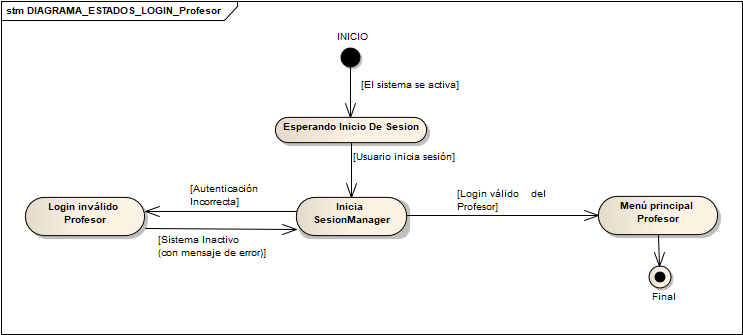 stm DIAGRAMA_ESTADOS_LOGIN_Profesor
INICIO
[El sistema se activa]
Esperando Inicio De Sesion
[Usuario inicia sesión]
[Autenticación
Incorrecta]
Login inválido
Profesor
Inicia
SesionManager
[Login válido del
Profesor]
Menú principal
Profesor
[Sistema Inactivo
(con mensaje de error)]
Final